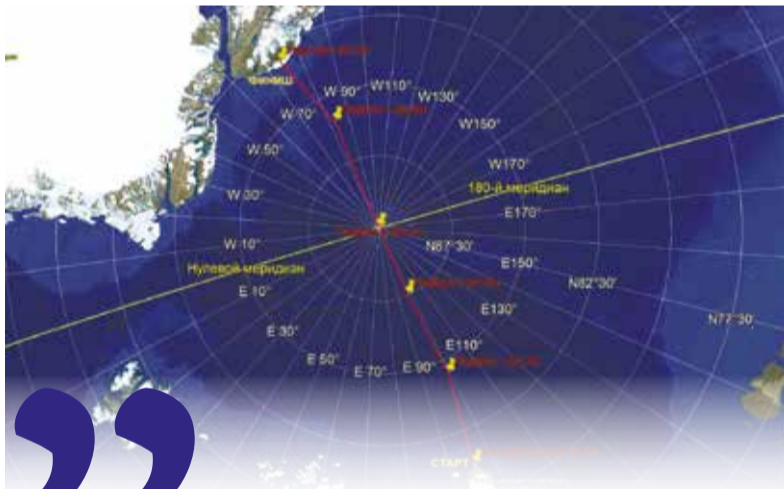 ФИНИШ
W 90°
W110°
W130°
W 70°
W150°
W 50°
W170°
W 30°
180-й меридиан
E170°
W 10°
N87°30'
E150°
Нулевой меридиан
N82°30'
E 10°
E130°
N77°30'
E 30°
E110°
E 50°
E 70°
E 90°
СТАРТ
”